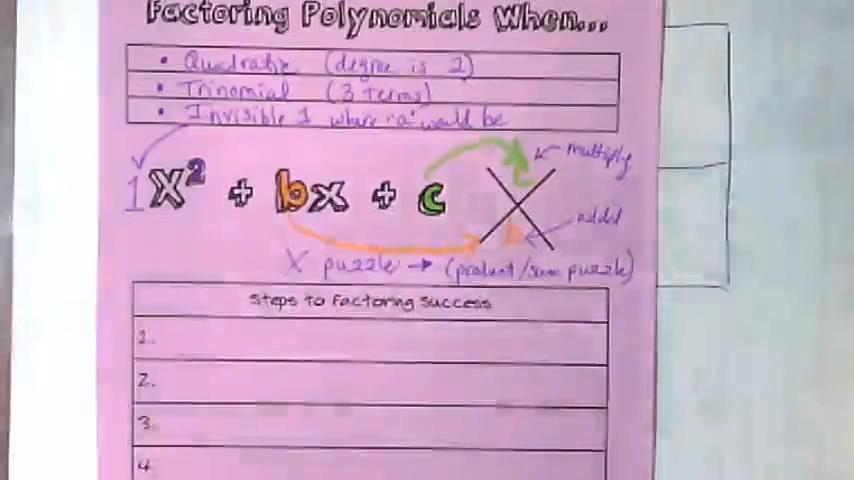 Factoring Polynomials When...
• Quadratic (degree is 2)
• Trinomial (3 terms)
• Invisible 1 where "a" would be
1x² + bx + c
c
multiply
b
added
X puzzle → (product/sum puzzle)
Steps to Factoring Success
1.
2.
3.
4.